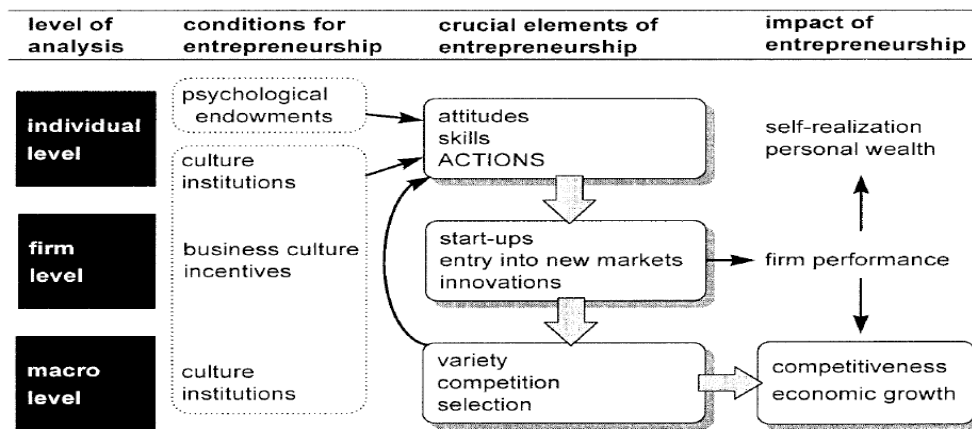 level of analysis
conditions for entrepreneurship
crucial elements of entrepreneurship
impact of entrepreneurship
individual level
psychological endowments
culture institutions
attitudes
skills
ACTIONS
self-realization
personal wealth
firm level
business culture
incentives
start-ups
entry into new markets
innovations
firm performance
macro level
culture
institutions
variety
competition
selection
competitiveness
economic growth